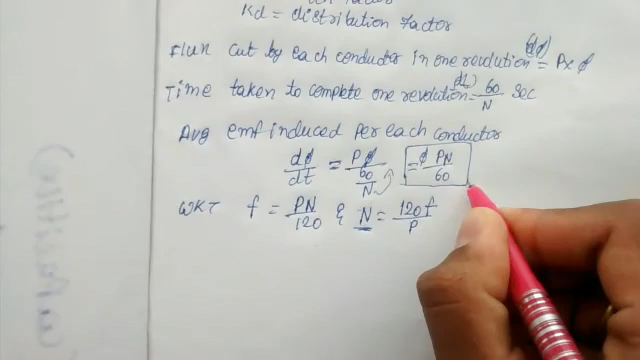 Kd = distribution Factor
Flux cut by each conductor in one revolution (dϕ) = P×ϕ
Time taken to complete one revolution (dt) = 60/N Sec
Avg emf induced per each conductor
dϕ/dt = Pϕ/(60/N) = ϕPN/60
WKT f = PN/120 & N = 120f/P